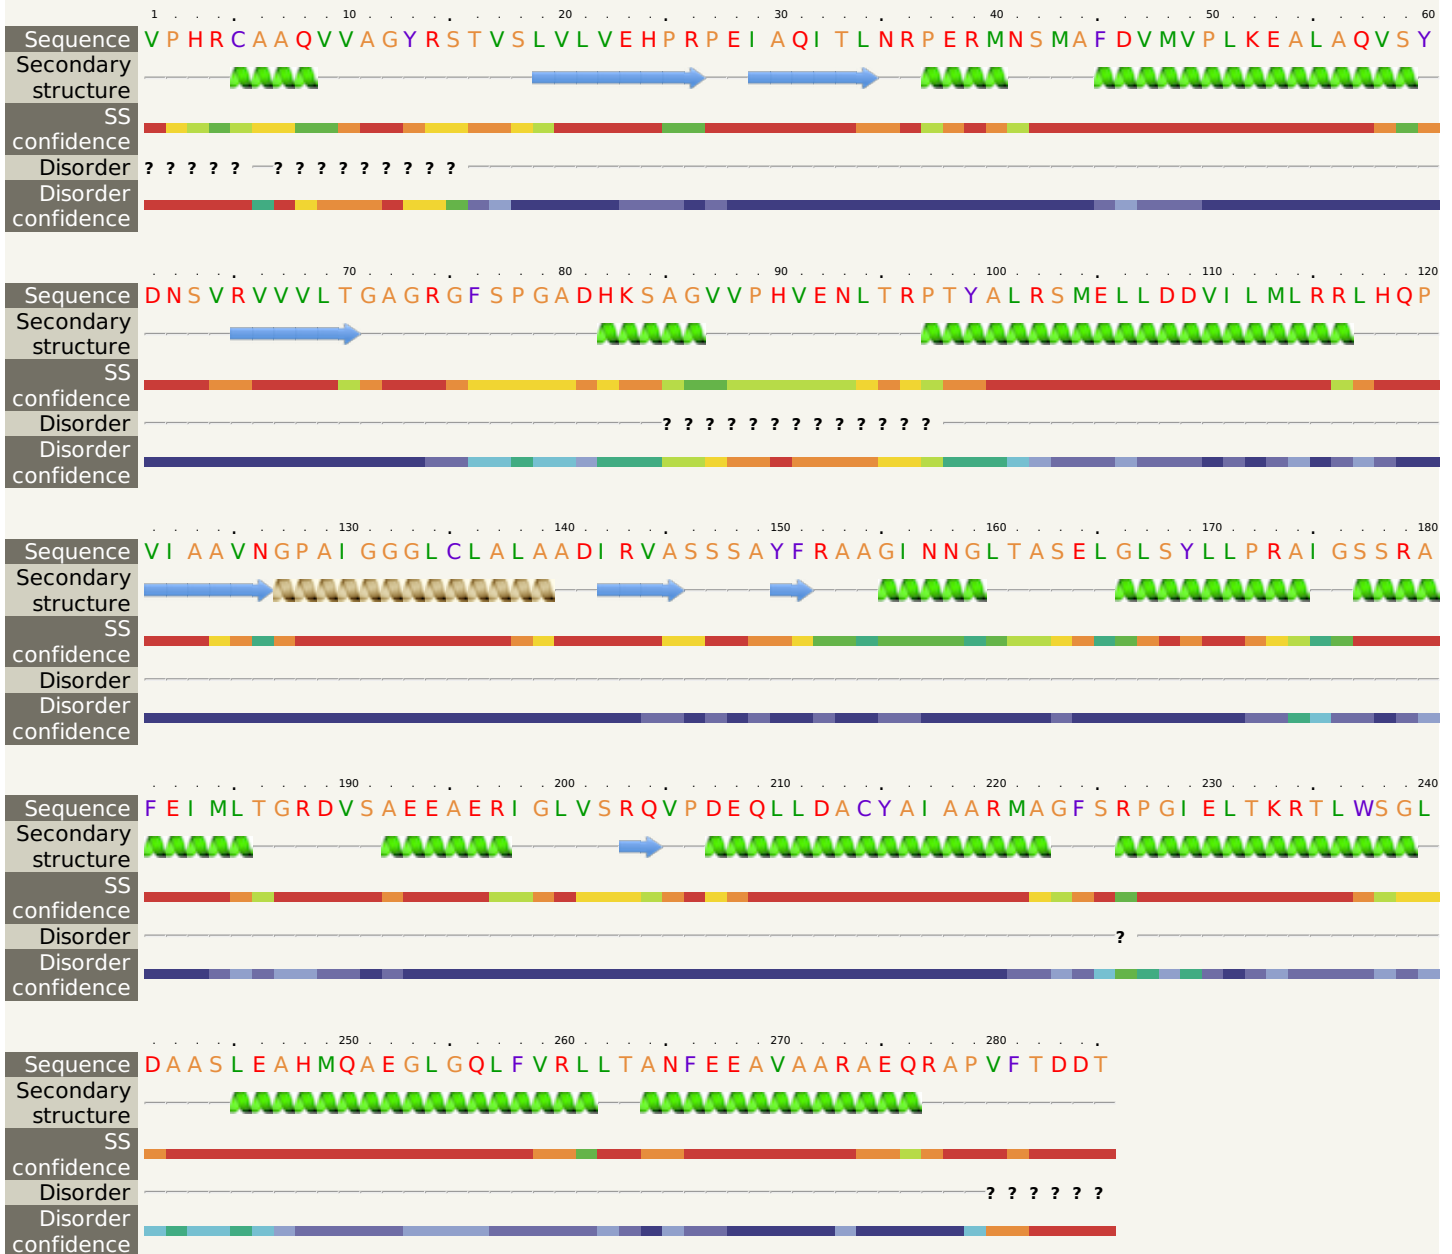 1 10 20 30 40 50 60
Sequence VPHRCAAQVVAGYRSTVSLVLVEHPRPEIAQITLNRPERMNSMAFDVMVPLKEALAQVSY
Secondary
structure
SS
confidence
Disorder ? ? ? ? ? ? ? ? ? ? ? ? ? ?
Disorder
confidence
70 80 90 100 110 120
Sequence DNSVRVVVLTGAGRGFSPGADHKSAGVVPHVENLTRPTYALRSMELLDDVILMLRRLHQP
Secondary
structure
SS
confidence
Disorder ? ? ? ? ? ? ? ? ? ? ? ? ?
Disorder
confidence
130 140 150 160 170 180
Sequence VIAAVNGPAIGGGLCLALAADIRVASSSAYFRAAGINNGLTASELGLSYLLPRAIGSSRA
Secondary
structure
SS
confidence
Disorder
Disorder
confidence
190 200 210 220 230 240
Sequence FEIMLTGRDVSAEEAERIGLVSRQVPDEQLLDACYAIAARMAGFSRPGIELTKRTLWSGL
Secondary
structure
SS
confidence
Disorder ?
Disorder
confidence
250 260 270 280
Sequence DAASLEAHMQAEGLGQLFVRLLTANFEEAVAARAEQRAPVFTDDT
Secondary
structure
SS
confidence
Disorder ? ? ? ? ? ?
Disorder
confidence